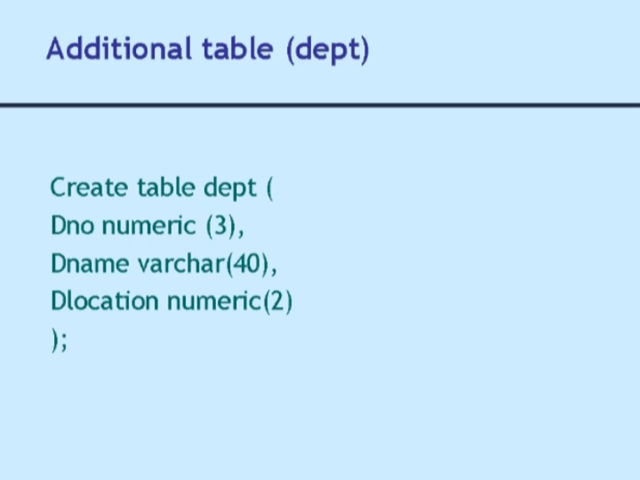 Additional table (dept)
Create table dept (
Dno numeric (3),
Dname varchar(40),
Dlocation numeric(2)
);